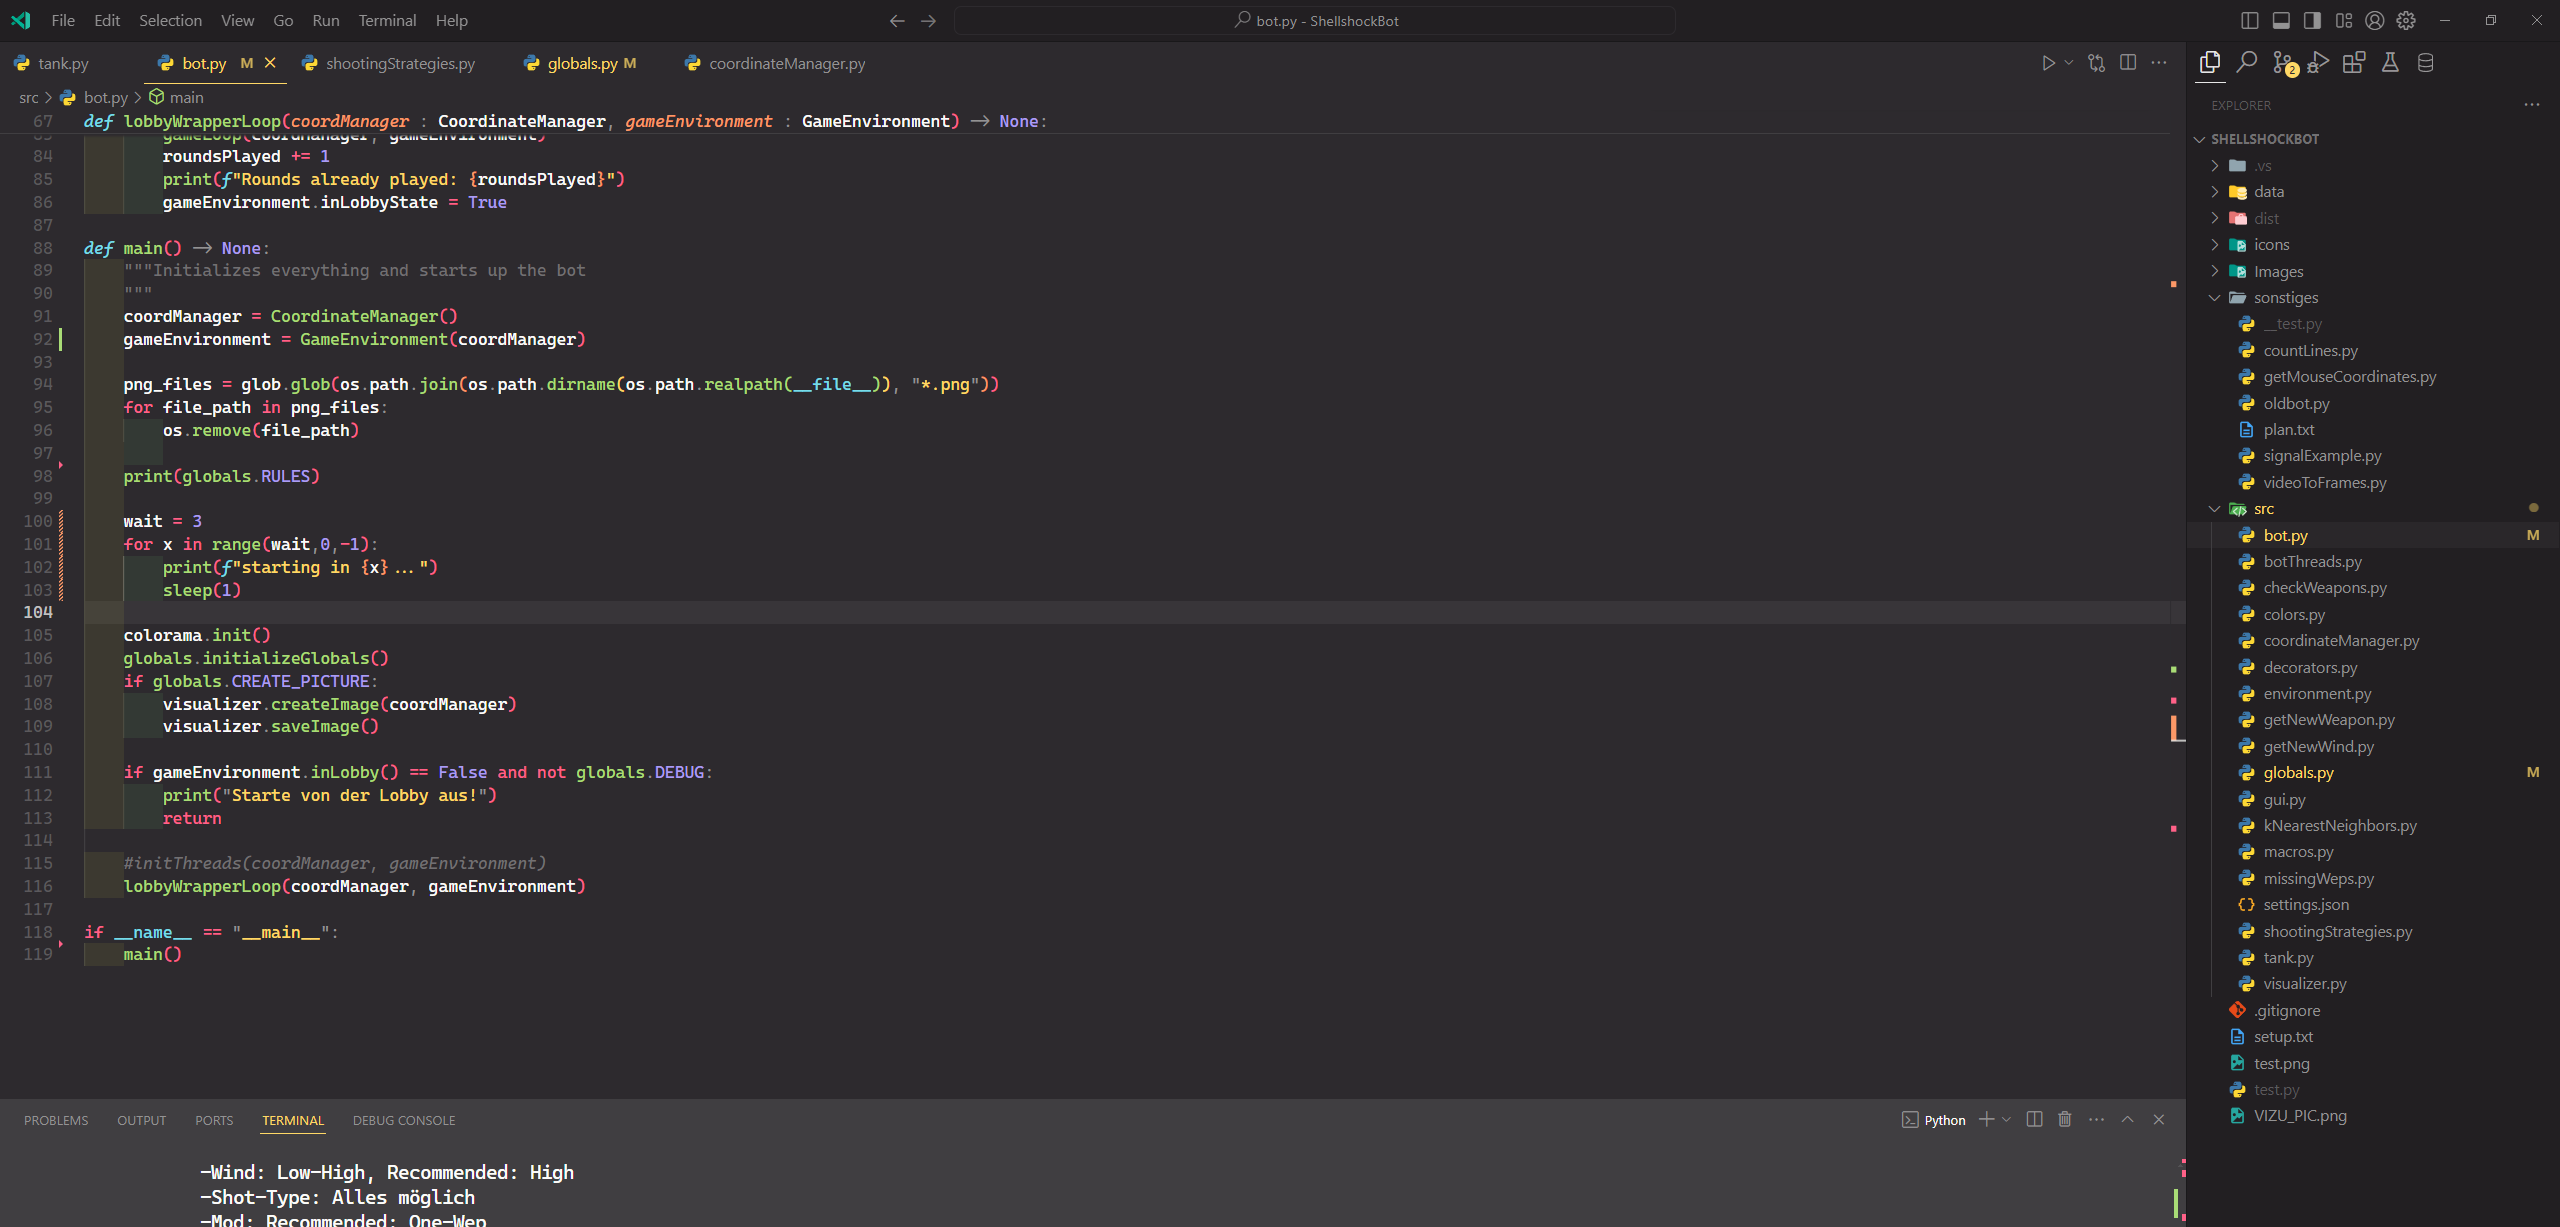 File Edit Selection View Go Run Terminal Help
bot.py - ShellshockBot
tank.py bot.py M shootingStrategies.py globals.py M coordinateManager.py
src > bot.py > main
67 def lobbyWrapperLoop(coordManager : CoordinateManager, gameEnvironment : GameEnvironment) -> None:
gameLoop(coordManager, gameEnvironment)
84 roundsPlayed += 1
85 print(f"Rounds already played: {roundsPlayed}")
86 gameEnvironment.inLobbyState = True
87
88 def main() -> None:
89 """Initializes everything and starts up the bot
90 """
91 coordManager = CoordinateManager()
92 gameEnvironment = GameEnvironment(coordManager)
93
94 png_files = glob.glob(os.path.join(os.path.dirname(os.path.realpath(__file__)), "*.png"))
95 for file_path in png_files:
96 os.remove(file_path)
97
98 print(globals.RULES)
99
100 wait = 3
101 for x in range(wait,0,-1):
102 print(f"starting in {x}...")
103 sleep(1)
104
105 colorama.init()
106 globals.initializeGlobals()
107 if globals.CREATE_PICTURE:
108 visualizer.createImage(coordManager)
109 visualizer.saveImage()
110
111 if gameEnvironment.inLobby() == False and not globals.DEBUG:
112 print("Starte von der Lobby aus!")
113 return
114
115 #initThreads(coordManager, gameEnvironment)
116 lobbyWrapperLoop(coordManager, gameEnvironment)
117
118 if __name__ == "__main__":
119 main()
PROBLEMS OUTPUT PORTS TERMINAL DEBUG CONSOLE
Python
-Wind: Low-High, Recommended: High
-Shot-Type: Alles möglich
-Mod: Recommended: One-Wep
2
EXPLORER
SHELLSHOCKBOT
.vs
data
dist
icons
Images
sonstiges
__test.py
countLines.py
getMouseCoordinates.py
oldbot.py
plan.txt
signalExample.py
videoToFrames.py
src
bot.py M
botThreads.py
checkWeapons.py
colors.py
coordinateManager.py
decorators.py
environment.py
getNewWeapon.py
getNewWind.py
globals.py M
gui.py
kNearestNeighbors.py
macros.py
missingWeps.py
settings.json
shootingStrategies.py
tank.py
visualizer.py
.gitignore
setup.txt
test.png
test.py
VIZU_PIC.png